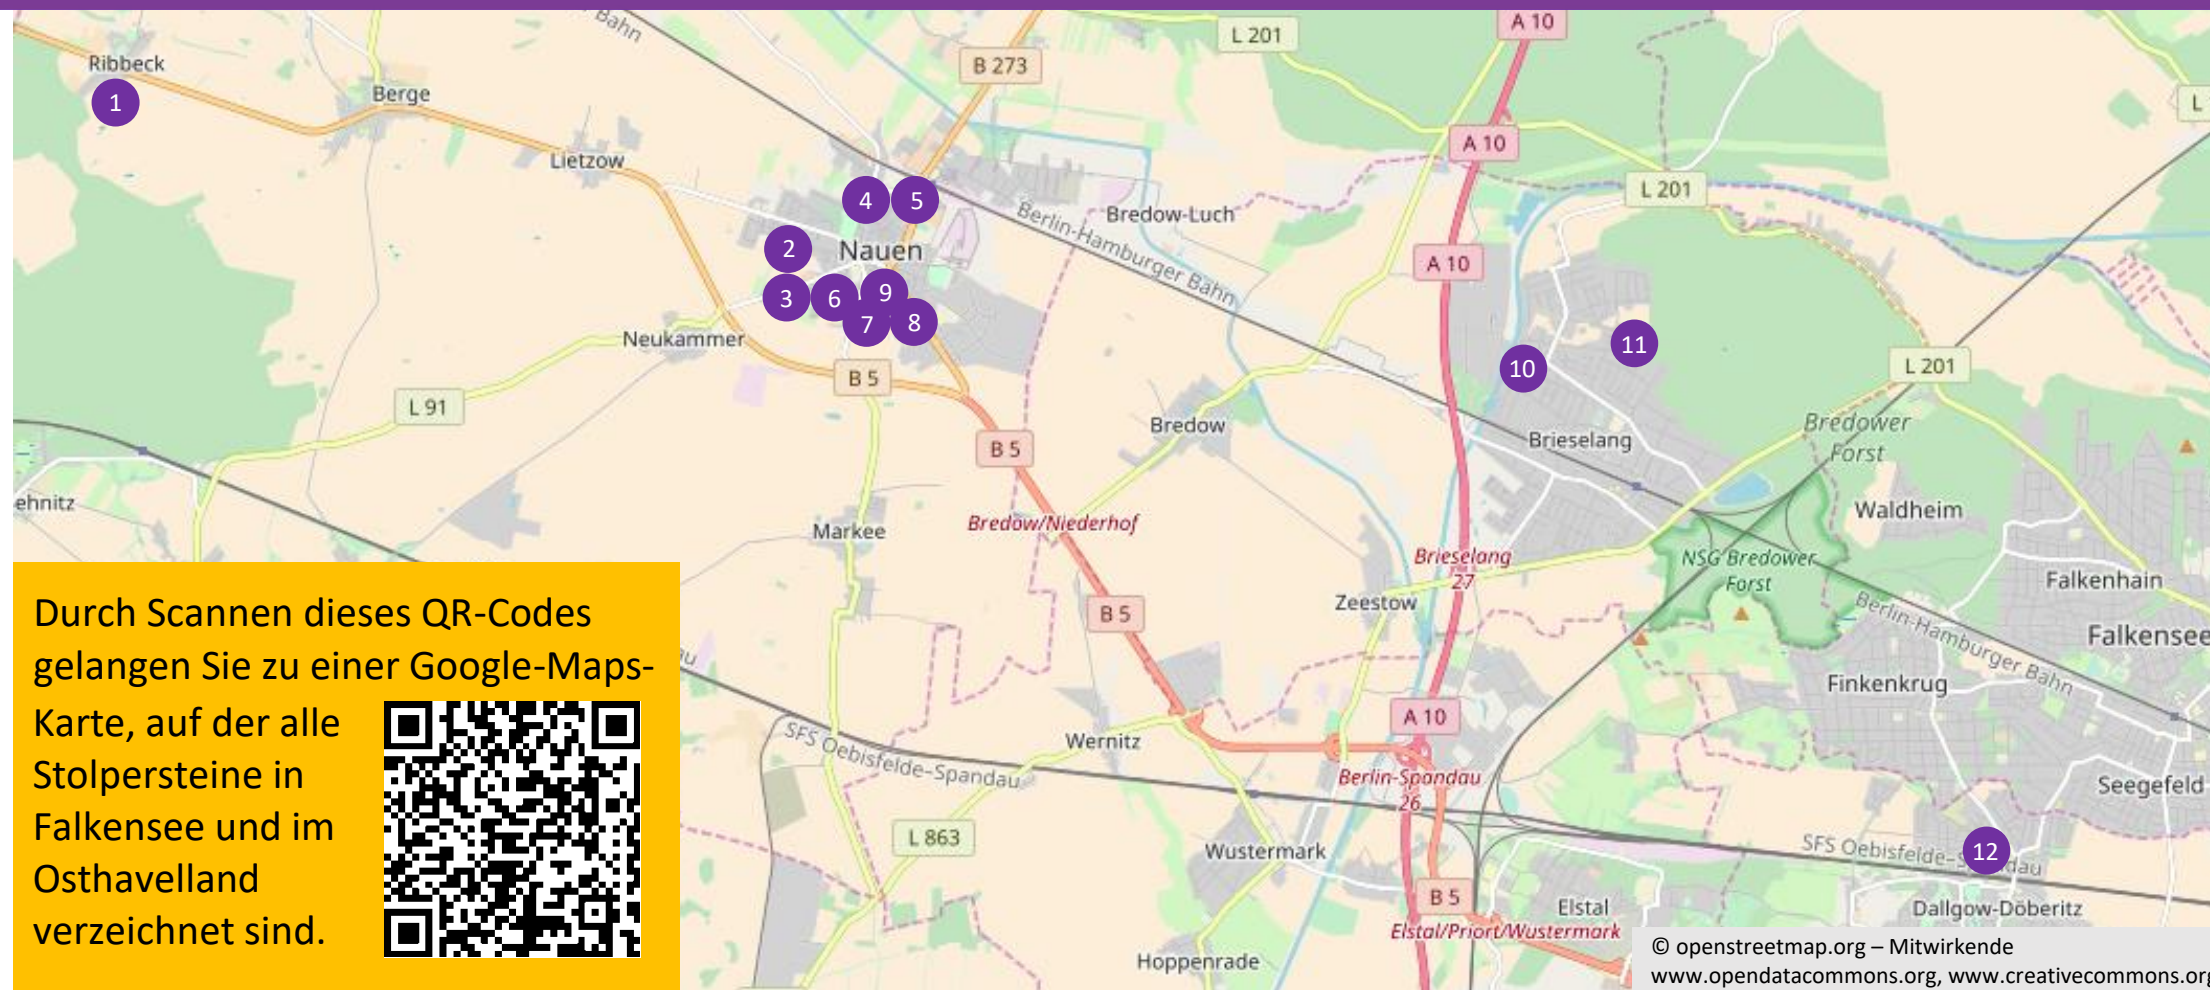 Bahn
A 10
L 201
B 273
Ribbeck
1
Berge
L
A 10
Lietzow
L 201
4
5
Bredow-Luch
Berlin-Hamburger Bahn
2
Nauen
A 10
3
6
9
7
8
Neukammer
11
10
L 201
B 5
L 91
Bredow
Bredower
Forst
Brieselang
B 5
ehnitz
Waldheim
Markee
Bredow/Niederhof
Brieselang
27
NSG Bredower
Forst
Falkenhain
Zeestow
B 5
Berlin-Hamburger Bahn
Falkensee
Finkenkrug
A 10
Wernitz
SFS Oebisfelde-Spandau
Berlin-Spandau
26
Seegefeld
L 863
Wustermark
SFS Oebisfelde-S
dau
12
B 5
Elstal
Dallgow-Döberitz
Elstal/Priort/Wustermark
Hoppenrade
Durch Scannen dieses QR-Codes
gelangen Sie zu einer Google-Maps-
Karte, auf der alle
Stolpersteine in
Falkensee und im
Osthavelland
verzeichnet sind.
© openstreetmap.org – Mitwirkende
www.opendatacommons.org, www.creativecommons.org